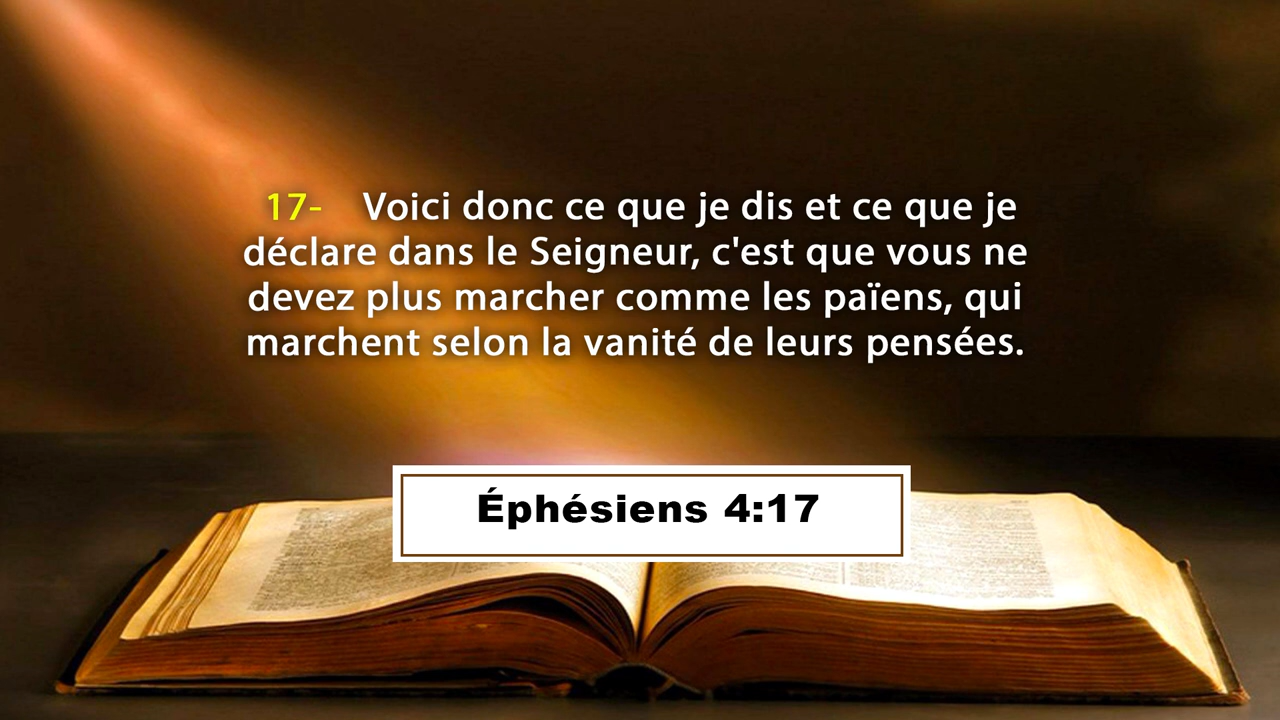 17- Voici donc ce que je dis et ce que je
déclare dans le Seigneur, c'est que vous ne
devez plus marcher comme les païens, qui
marchent selon la vanité de leurs pensées.
Éphésiens 4:17